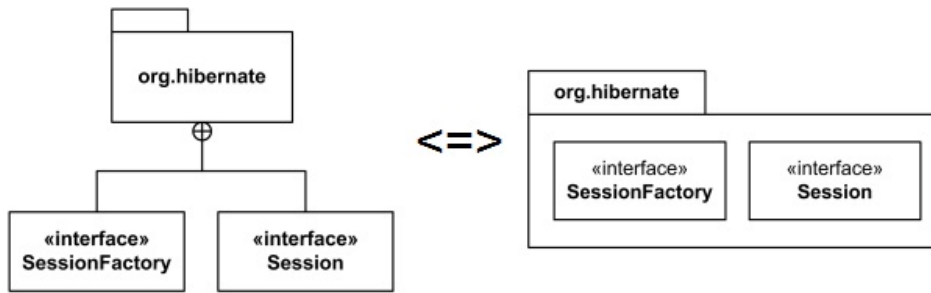 org.hibernate
«interface»
SessionFactory
«interface»
Session
<=>
org.hibernate
«interface»
SessionFactory
«interface»
Session